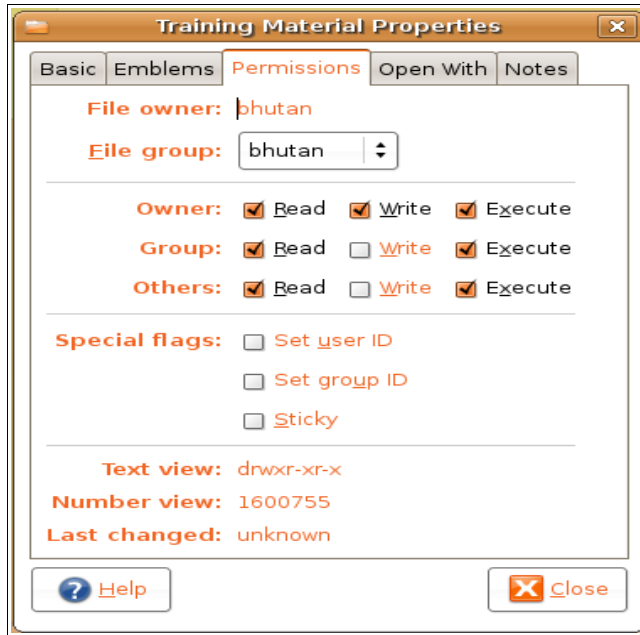 Training Material Properties
Basic Emblems Permissions Open With Notes
File owner: bhutan
File group: bhutan
Owner: Read Write Execute
Group: Read Write Execute
Others: Read Write Execute
Special flags: Set user ID
Set group ID
Sticky
Text view: drwxr-xr-x
Number view: 1600755
Last changed: unknown
Help Close